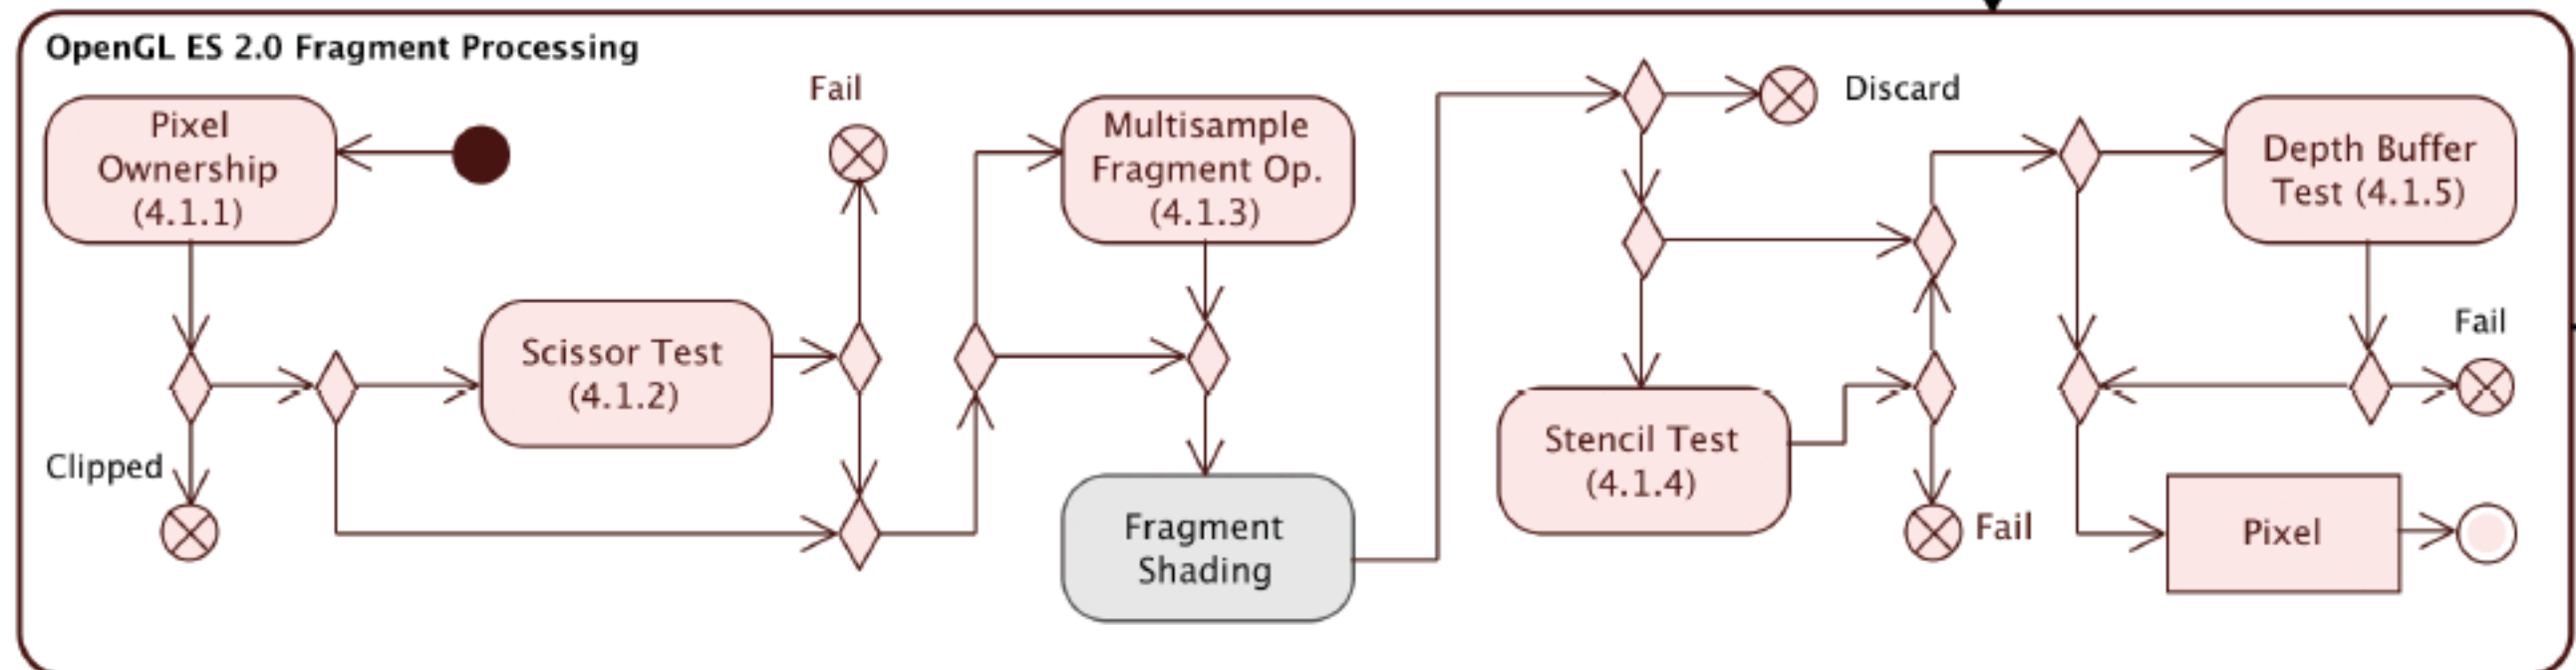 OpenGL ES 2.0 Fragment Processing
Pixel
Ownership
(4.1.1)
Clipped
Scissor Test
(4.1.2)
Fail
Multisample
Fragment Op.
(4.1.3)
Fragment
Shading
Discard
Stencil Test
(4.1.4)
Fail
Depth Buffer
Test (4.1.5)
Fail
Pixel